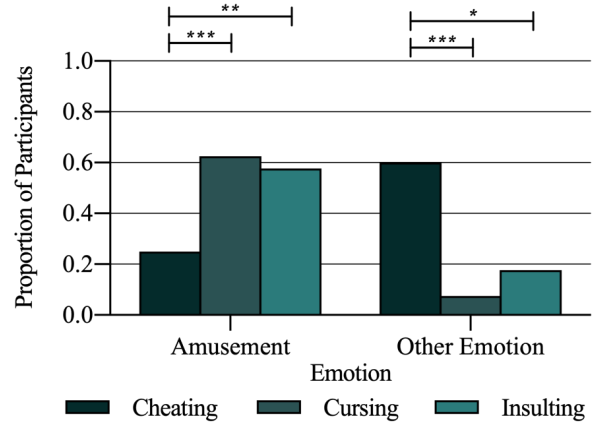 ** *
*** ***
1.0
0.8
0.6
0.4
0.2
0.0
Proportion of Participants
Amusement Other Emotion
Emotion
Cheating Cursing Insulting